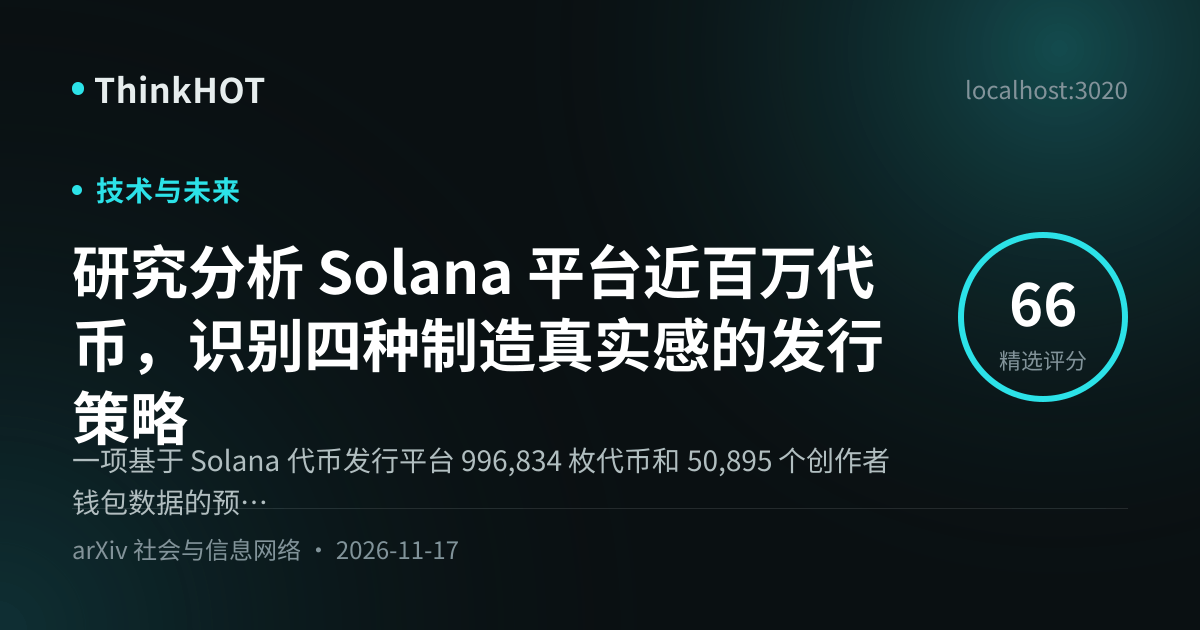 ThinkHOT
localhost:3020
技术与未来
研究分析 Solana 平台近百万代
币，识别四种制造真实感的发行
策略
66
精选评分
一项基于 Solana 代币发行平台 996,834 枚代币和 50,895 个创作者
钱包数据的预…
arXiv 社会与信息网络 · 2026-11-17